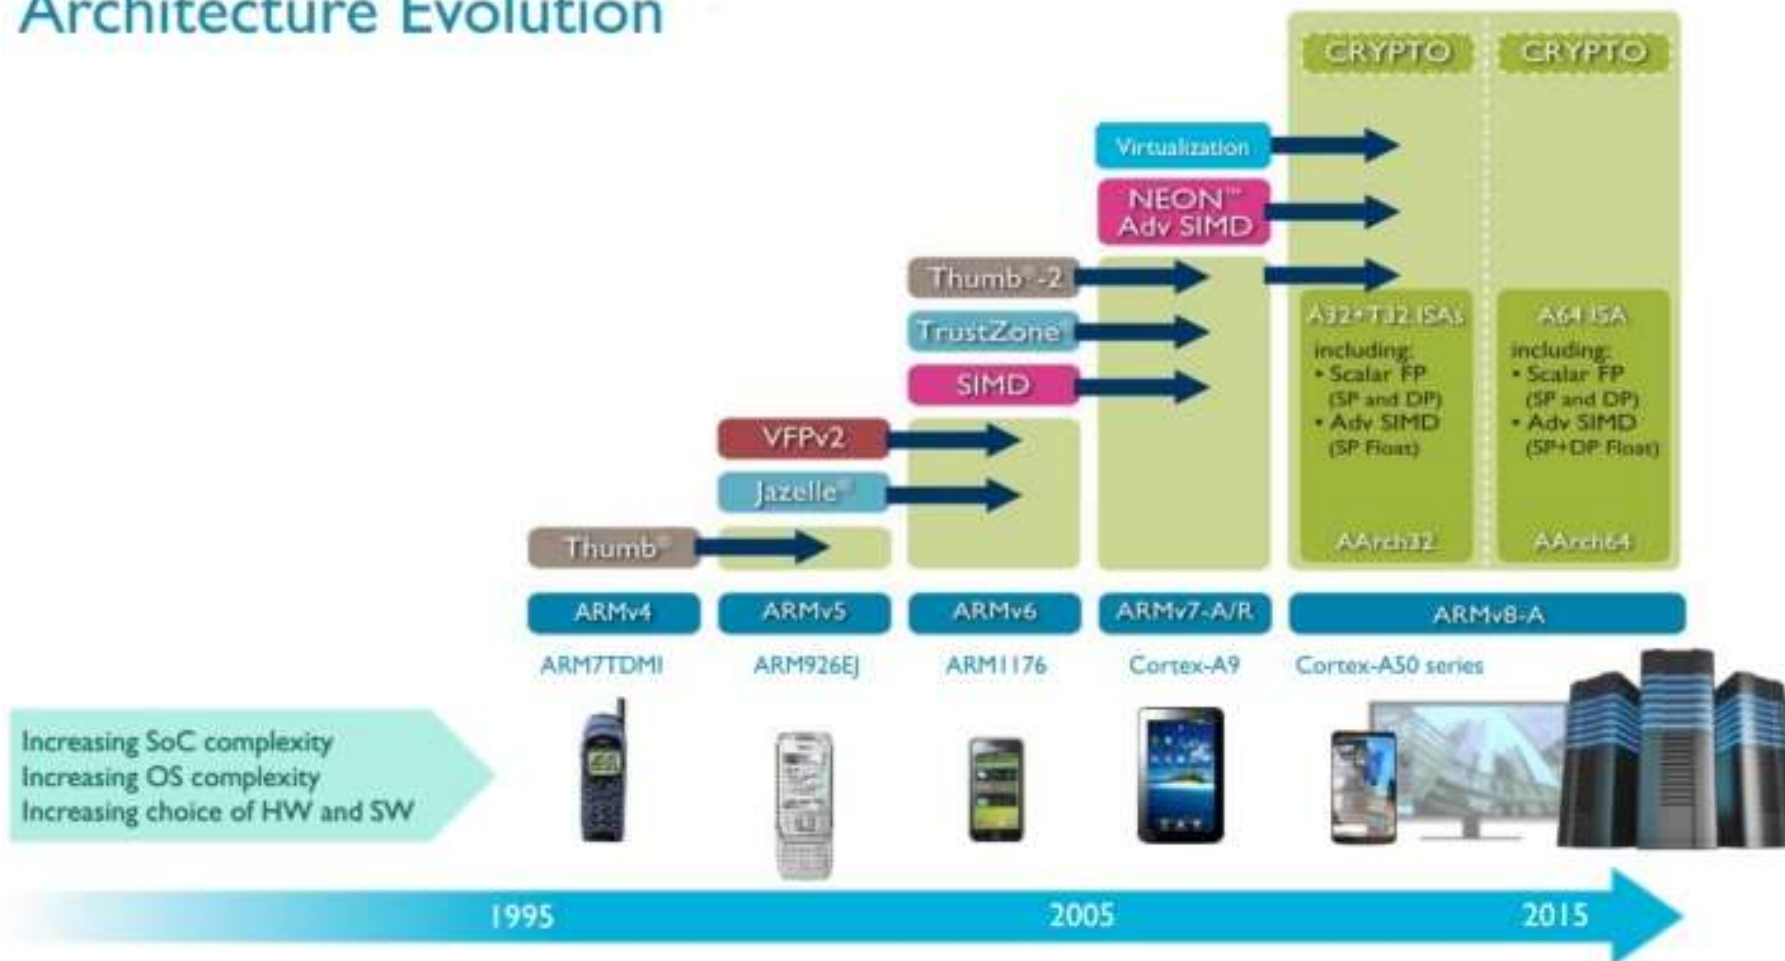 Architecture Evolution
CRYPTO
CRYPTO
Virtualization
NEON™
Adv SIMD
Thumb®-2
TrustZone®
SIMD
VFPv2
Jazelle®
Thumb®
A32+T32 ISAs
including:
• Scalar FP
(SP and DP)
• Adv SIMD
(SP Float)
AArch32
A64 ISA
including:
• Scalar FP
(SP and DP)
• Adv SIMD
(SP+DP Float)
AArch64
ARMv4
ARMv5
ARMv6
ARMv7-A/R
ARMv8-A
ARM7TDMI
ARM926EJ
ARM1176
Cortex-A9
Cortex-A50 series
Increasing SoC complexity
Increasing OS complexity
Increasing choice of HW and SW
1995
2005
2015